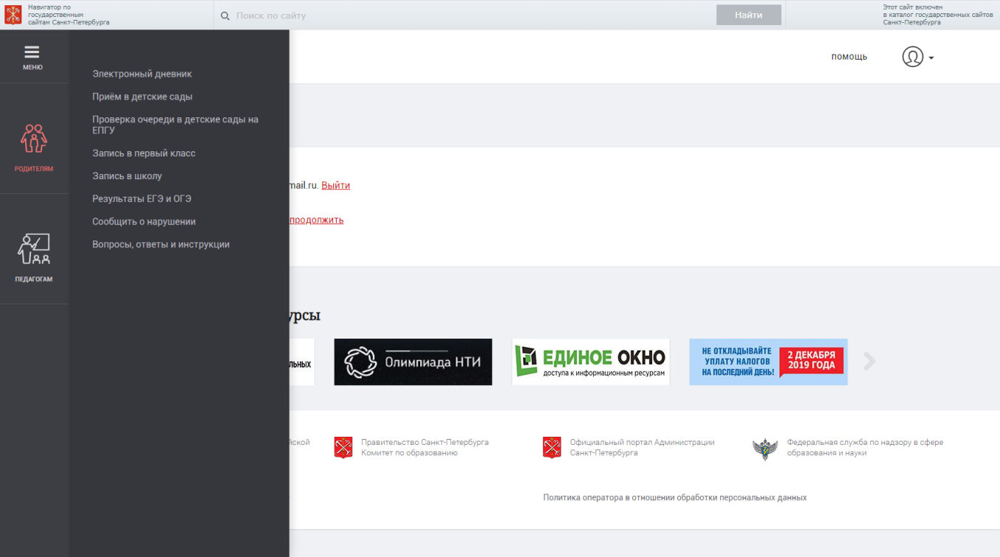 Навигатор по
государственным
сайтам Санкт-Петербурга
Поиск по сайту
Найти
Этот сайт включен
в каталог государственных сайтов
Санкт-Петербурга
МЕНЮ
РОДИТЕЛЯМ
ПЕДАГОГАМ
Электронный дневник
Приём в детские сады
Проверка очереди в детские сады на
ЕПГУ
Запись в первый класс
Запись в школу
Результаты ЕГЭ и ОГЭ
Сообщить о нарушении
Вопросы, ответы и инструкции
ПОМОЩЬ
mail.ru. Выйти
продолжить
урсы
льных
Олимпиада НТИ
ЕДИНОЕ ОКНО
доступа к информационным ресурсам
НЕ ОТКЛАДЫВАЙТЕ
УПЛАТУ НАЛОГОВ
НА ПОСЛЕДНИЙ ДЕНЬ!
2 ДЕКАБРЯ
2019 ГОДА
йской
Правительство Санкт-Петербурга
Комитет по образованию
Официальный портал Администрации
Санкт-Петербурга
Федеральная служба по надзору в сфере
образования и науки
Политика оператора в отношении обработки персональных данных